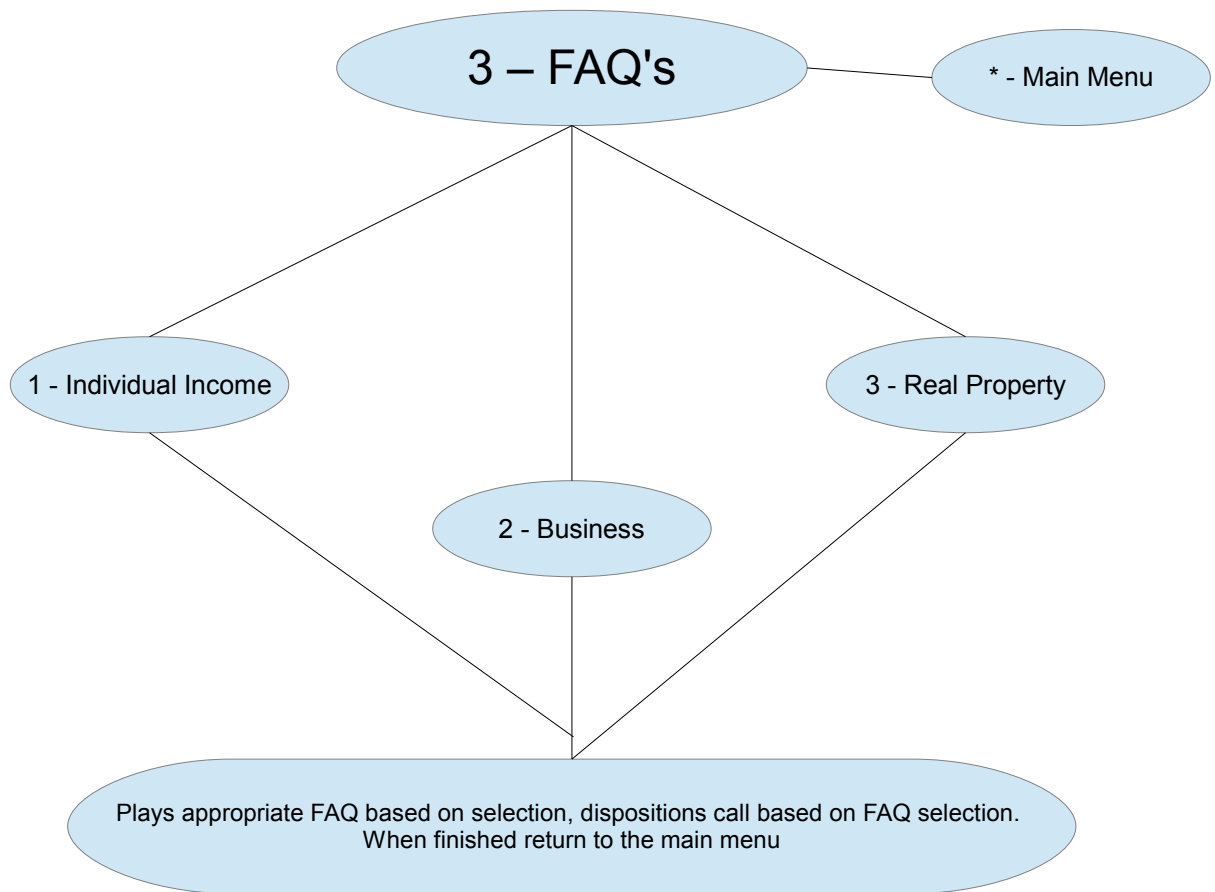 3 – FAQ's
* - Main Menu
1 - Individual Income
3 - Real Property
2 - Business
Plays appropriate FAQ based on selection, dispositions call based on FAQ selection.
When finished return to the main menu